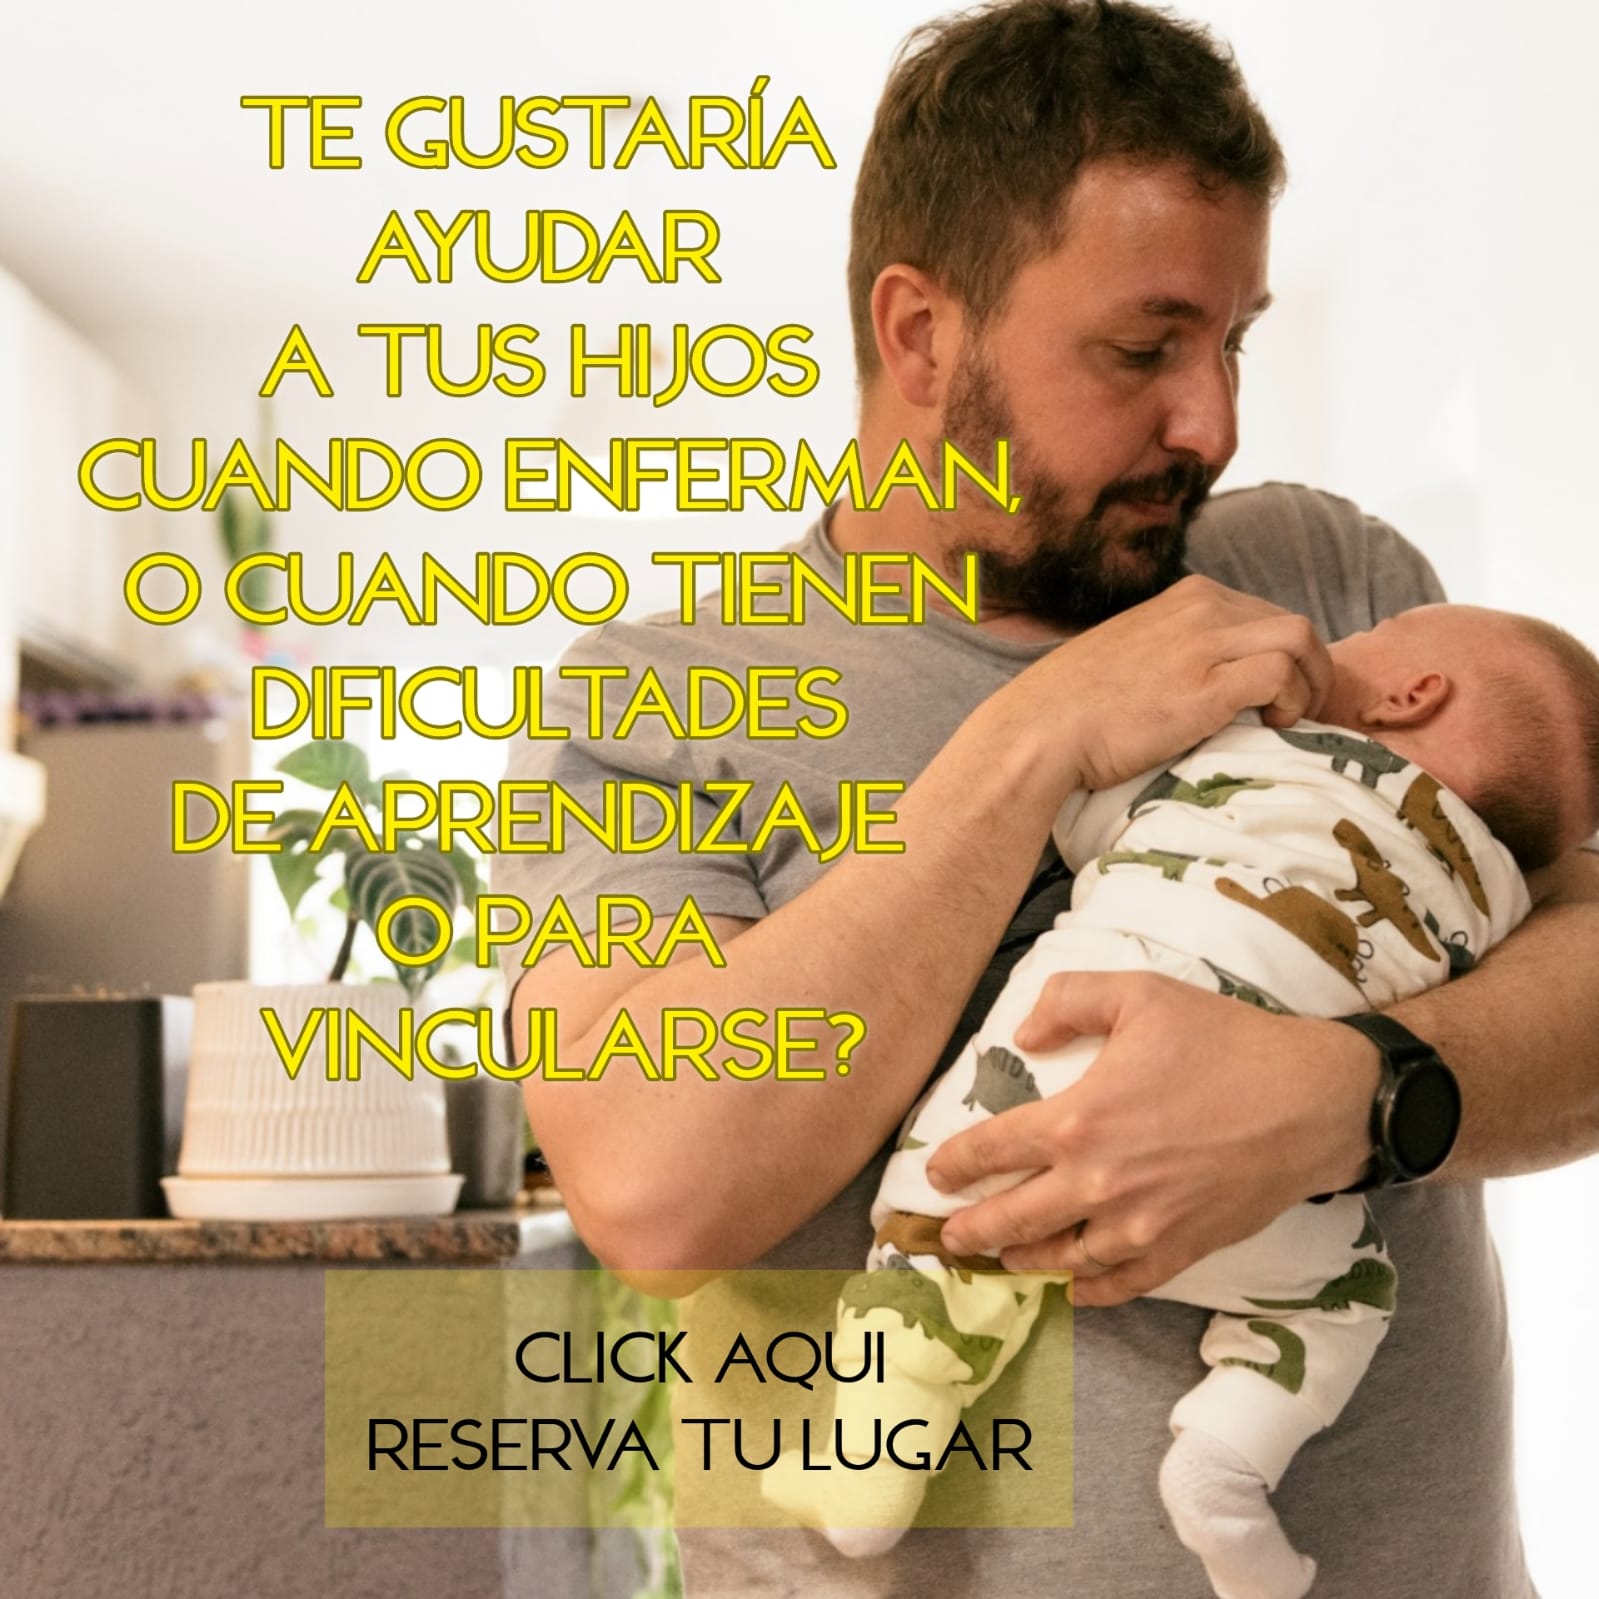 TE GUSTARÍA
AYUDAR
A TUS HIJOS
CUANDO ENFERMAN,
O CUANDO TIENEN
DIFICULTADES
DE APRENDIZAJE
O PARA
VINCULARSE?
CLICK AQUI
RESERVA TU LUGAR